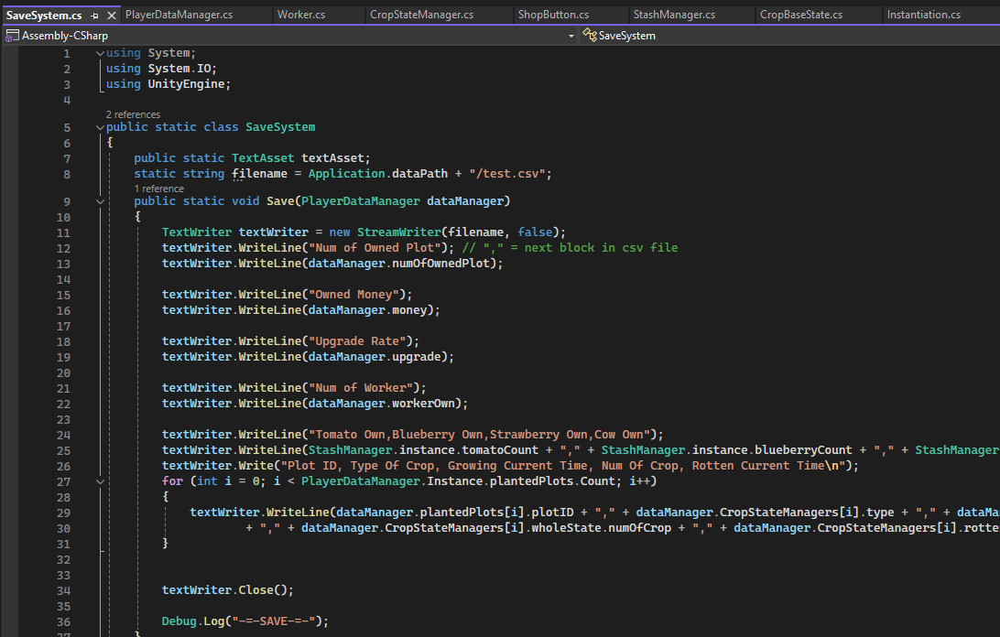 SaveSystem.cs PlayerDataManager.cs Worker.cs CropStateManager.cs ShopButton.cs StashManager.cs CropBaseState.cs Instantiation.cs
Assembly-CSharp SaveSystem
1 using System;
2 using System.IO;
3 using UnityEngine;
4
2 references
5 public static class SaveSystem
6 {
7 public static TextAsset textAsset;
8 static string filename = Application.dataPath + "/test.csv";
1 reference
9 public static void Save(PlayerDataManager dataManager)
10 {
11 TextWriter textWriter = new StreamWriter(filename, false);
12 textWriter.WriteLine("Num of Owned Plot"); // "," = next block in csv file
13 textWriter.WriteLine(dataManager.numOfOwnedPlot);
14
15 textWriter.WriteLine("Owned Money");
16 textWriter.WriteLine(dataManager.money);
17
18 textWriter.WriteLine("Upgrade Rate");
19 textWriter.WriteLine(dataManager.upgrade);
20
21 textWriter.WriteLine("Num of Worker");
22 textWriter.WriteLine(dataManager.workerOwn);
23
24 textWriter.WriteLine("Tomato Own,Blueberry Own,Strawberry Own,Cow Own");
25 textWriter.WriteLine(StashManager.instance.tomatoCount + "," + StashManager.instance.blueberryCount + "," + StashManager
26 textWriter.Write("Plot ID, Type Of Crop, Growing Current Time, Num Of Crop, Rotten Current Time\n");
27 for (int i = 0; i < PlayerDataManager.Instance.plantedPlots.Count; i++)
28 {
29 textWriter.WriteLine(dataManager.plantedPlots[i].plotID + "," + dataManager.CropStateManagers[i].type + "," + dataMa
30 + "," + dataManager.CropStateManagers[i].wholeState.numOfCrop + "," + dataManager.CropStateManagers[i].rotte
31 }
32
33
34 textWriter.Close();
35
36 Debug.Log("-=-SAVE-=-");
37 }